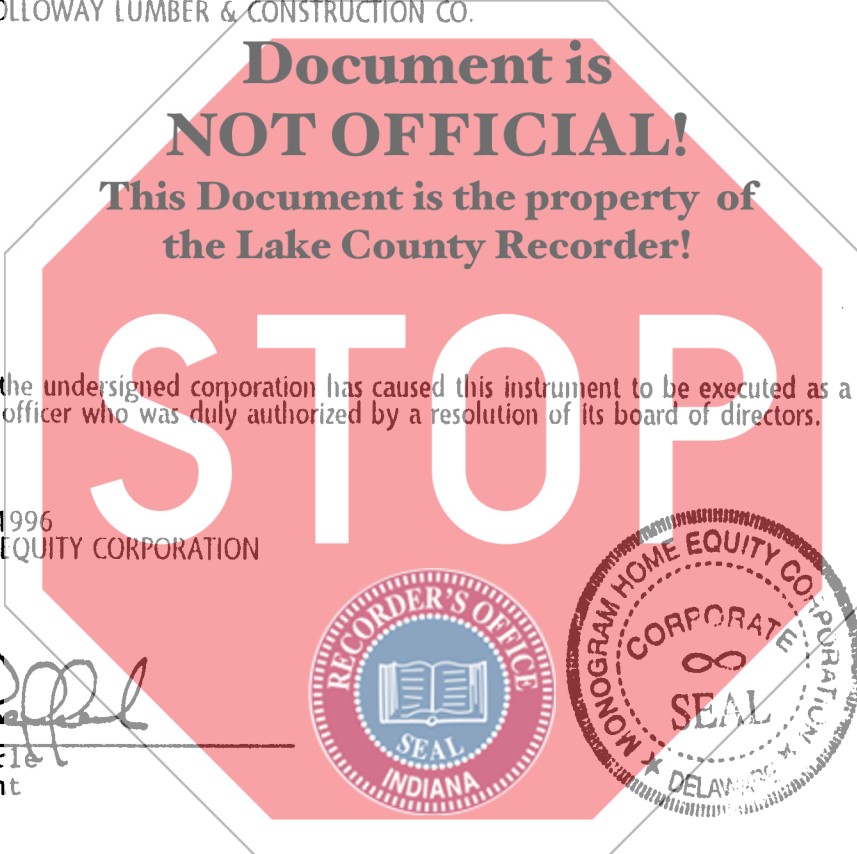 OLLOWAY LUMBER & CONSTRUCTION CO.
Document is
NOT OFFICIAL!
This Document is the property of
the Lake County Recorder!
STOP
the undersigned corporation has caused this instrument to be executed as a
officer who was duly authorized by a resolution of its board of directors.
1996
EQUITY CORPORATION
RECORDER'S OFFICE
SEAL
INDIANA
MONOGRAM HOME EQUITY CORPORATION
CORPORATE
SEAL
DELAWARE